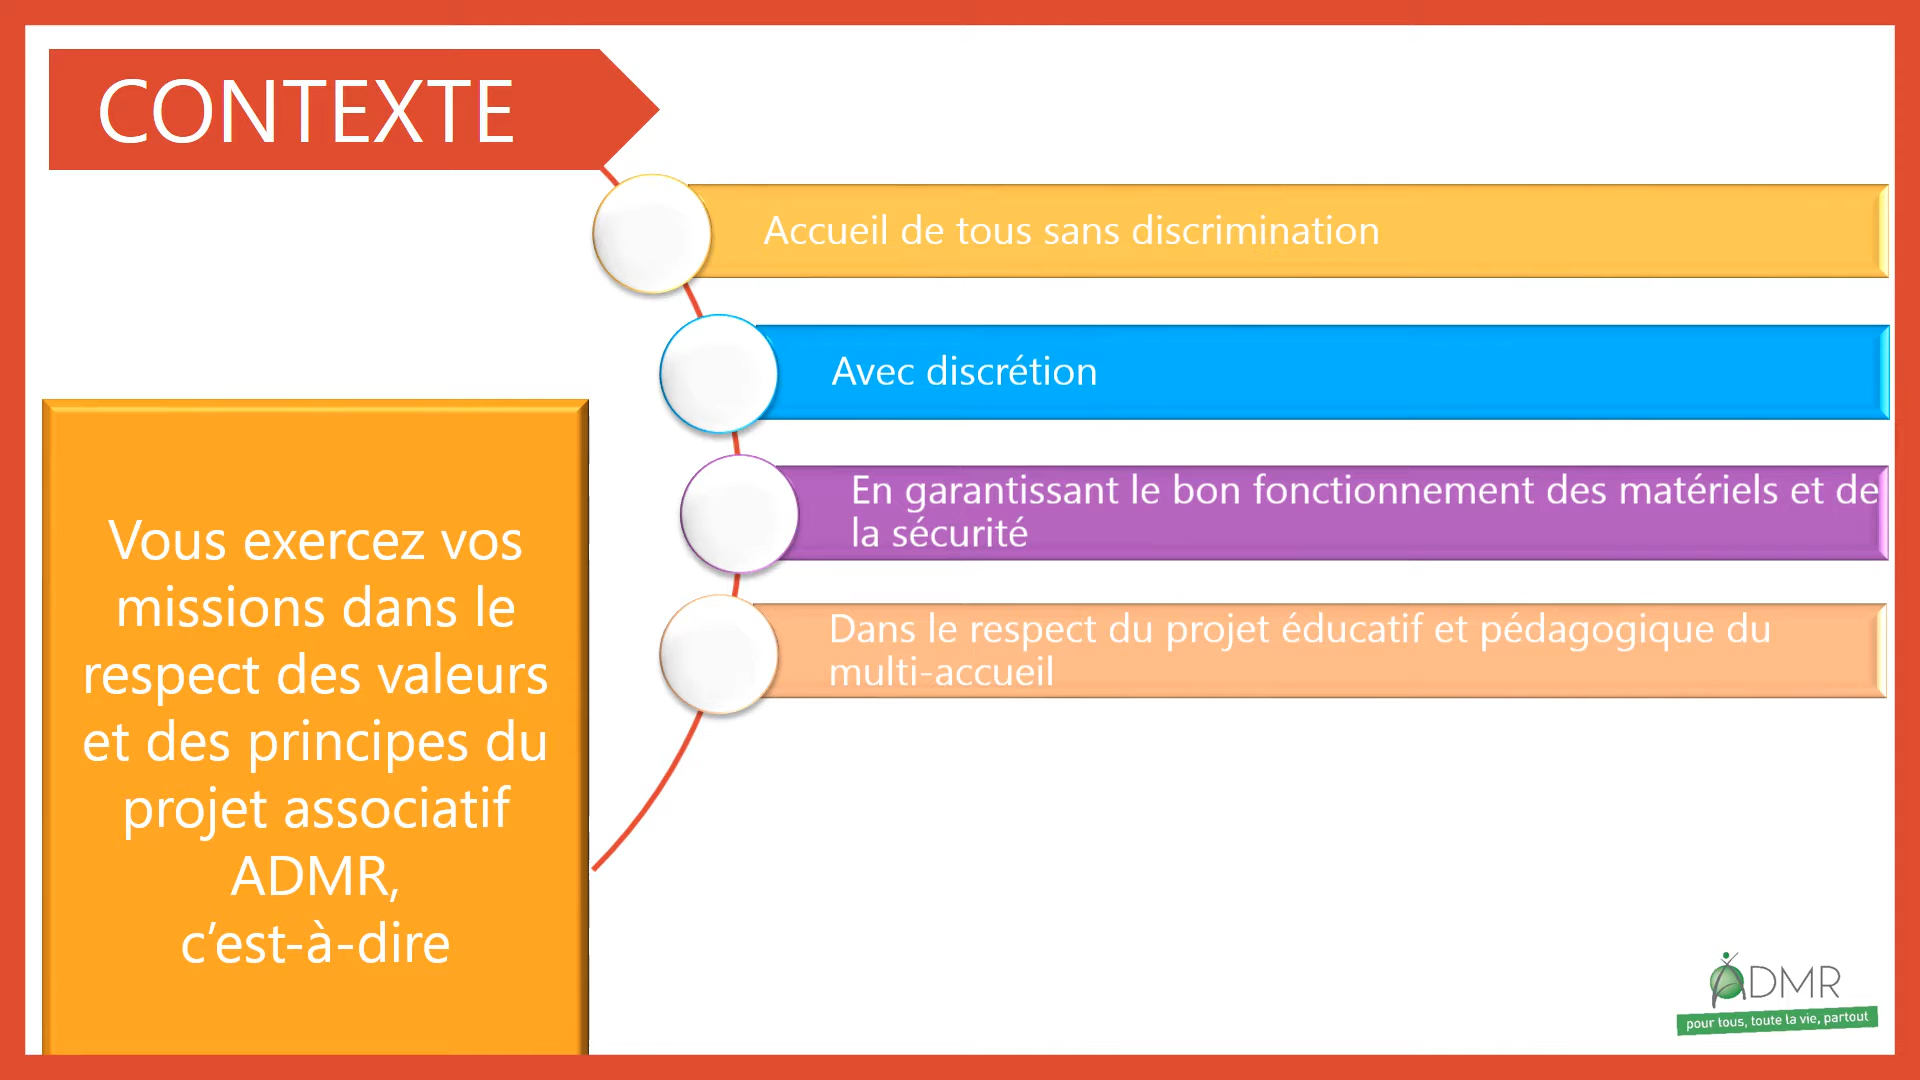 CONTEXTE
Accueil de tous sans discrimination
Avec discrétion
En garantissant le bon fonctionnement des matériels et de
la sécurité
Dans le respect du projet éducatif et pédagogique du
multi-accueil
Vous exercez vos
missions dans le
respect des valeurs
et des principes du
projet associatif
ADMR,
c’est-à-dire
ADMR
pour tous, toute la vie, partout